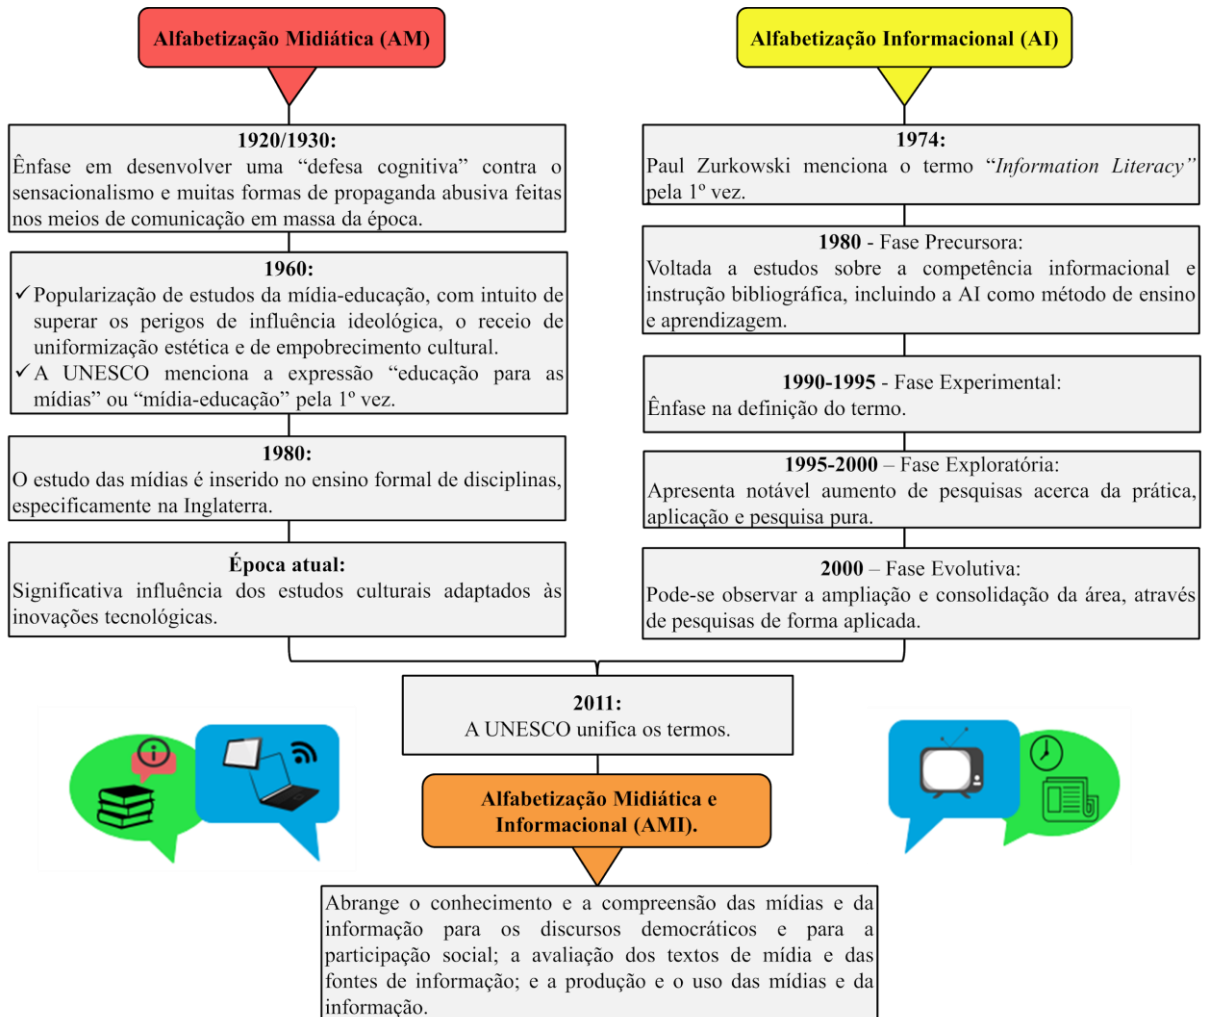 Alfabetização Midiática (AM)
1920/1930:
Ênfase em desenvolver uma “defesa cognitiva” contra o
sensacionalismo e muitas formas de propaganda abusiva feitas
nos meios de comunicação em massa da época.
1960:
✓ Popularização de estudos da mídia-educação, com intuito de
superar os perigos de influência ideológica, o receio de
uniformização estética e de empobrecimento cultural.
✓ A UNESCO menciona a expressão “educação para as
mídias” ou “mídia-educação” pela 1º vez.
1980:
O estudo das mídias é inserido no ensino formal de disciplinas,
especificamente na Inglaterra.
Época atual:
Significativa influência dos estudos culturais adaptados às
inovações tecnológicas.
Alfabetização Informacional (AI)
1974:
Paul Zurkowski menciona o termo “Information Literacy”
pela 1º vez.
1980 - Fase Precursora:
Voltada a estudos sobre a competência informacional e
instrução bibliográfica, incluindo a AI como método de ensino
e aprendizagem.
1990-1995 - Fase Experimental:
Ênfase na definição do termo.
1995-2000 – Fase Exploratória:
Apresenta notável aumento de pesquisas acerca da prática,
aplicação e pesquisa pura.
2000 – Fase Evolutiva:
Pode-se observar a ampliação e consolidação da área, através
de pesquisas de forma aplicada.
2011:
A UNESCO unifica os termos.
Alfabetização Midiática e
Informacional (AMI).
Abrange o conhecimento e a compreensão das mídias e da
informação para os discursos democráticos e para a
participação social; a avaliação dos textos de mídia e das
fontes de informação; e a produção e o uso das mídias e da
informação.